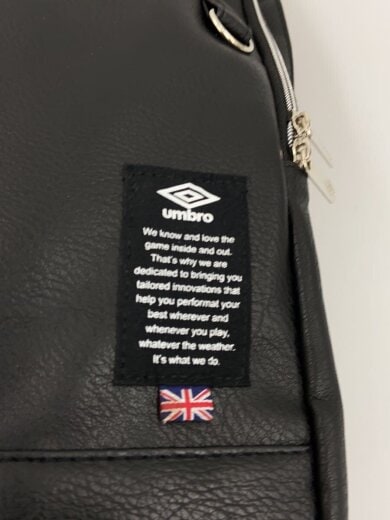 umbro
We know and love the
game inside and out.
That's why we are
dedicated to bringing you
tailored innovations that
help you performat your
best wherever and
whenever you play,
whatever the weather.
It's what we do.